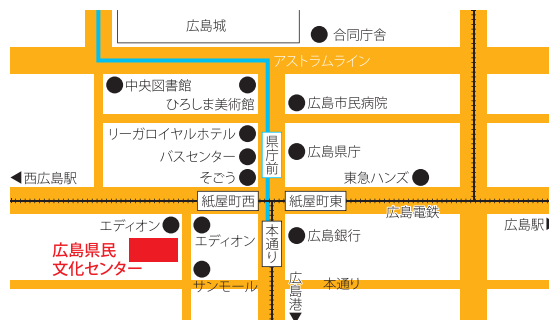 広島城
合同庁舎
アストラムライン
中央図書館
ひろしま美術館
広島市民病院
リーガロイヤルホテル
県庁前
バスセンター
広島県庁
そごう
東急ハンズ
西広島駅
紙屋町西
紙屋町東
広島電鉄
エディオン
エディオン
本通り
広島銀行
広島駅
広島県民
文化センター
サンモール
広島港
本通り